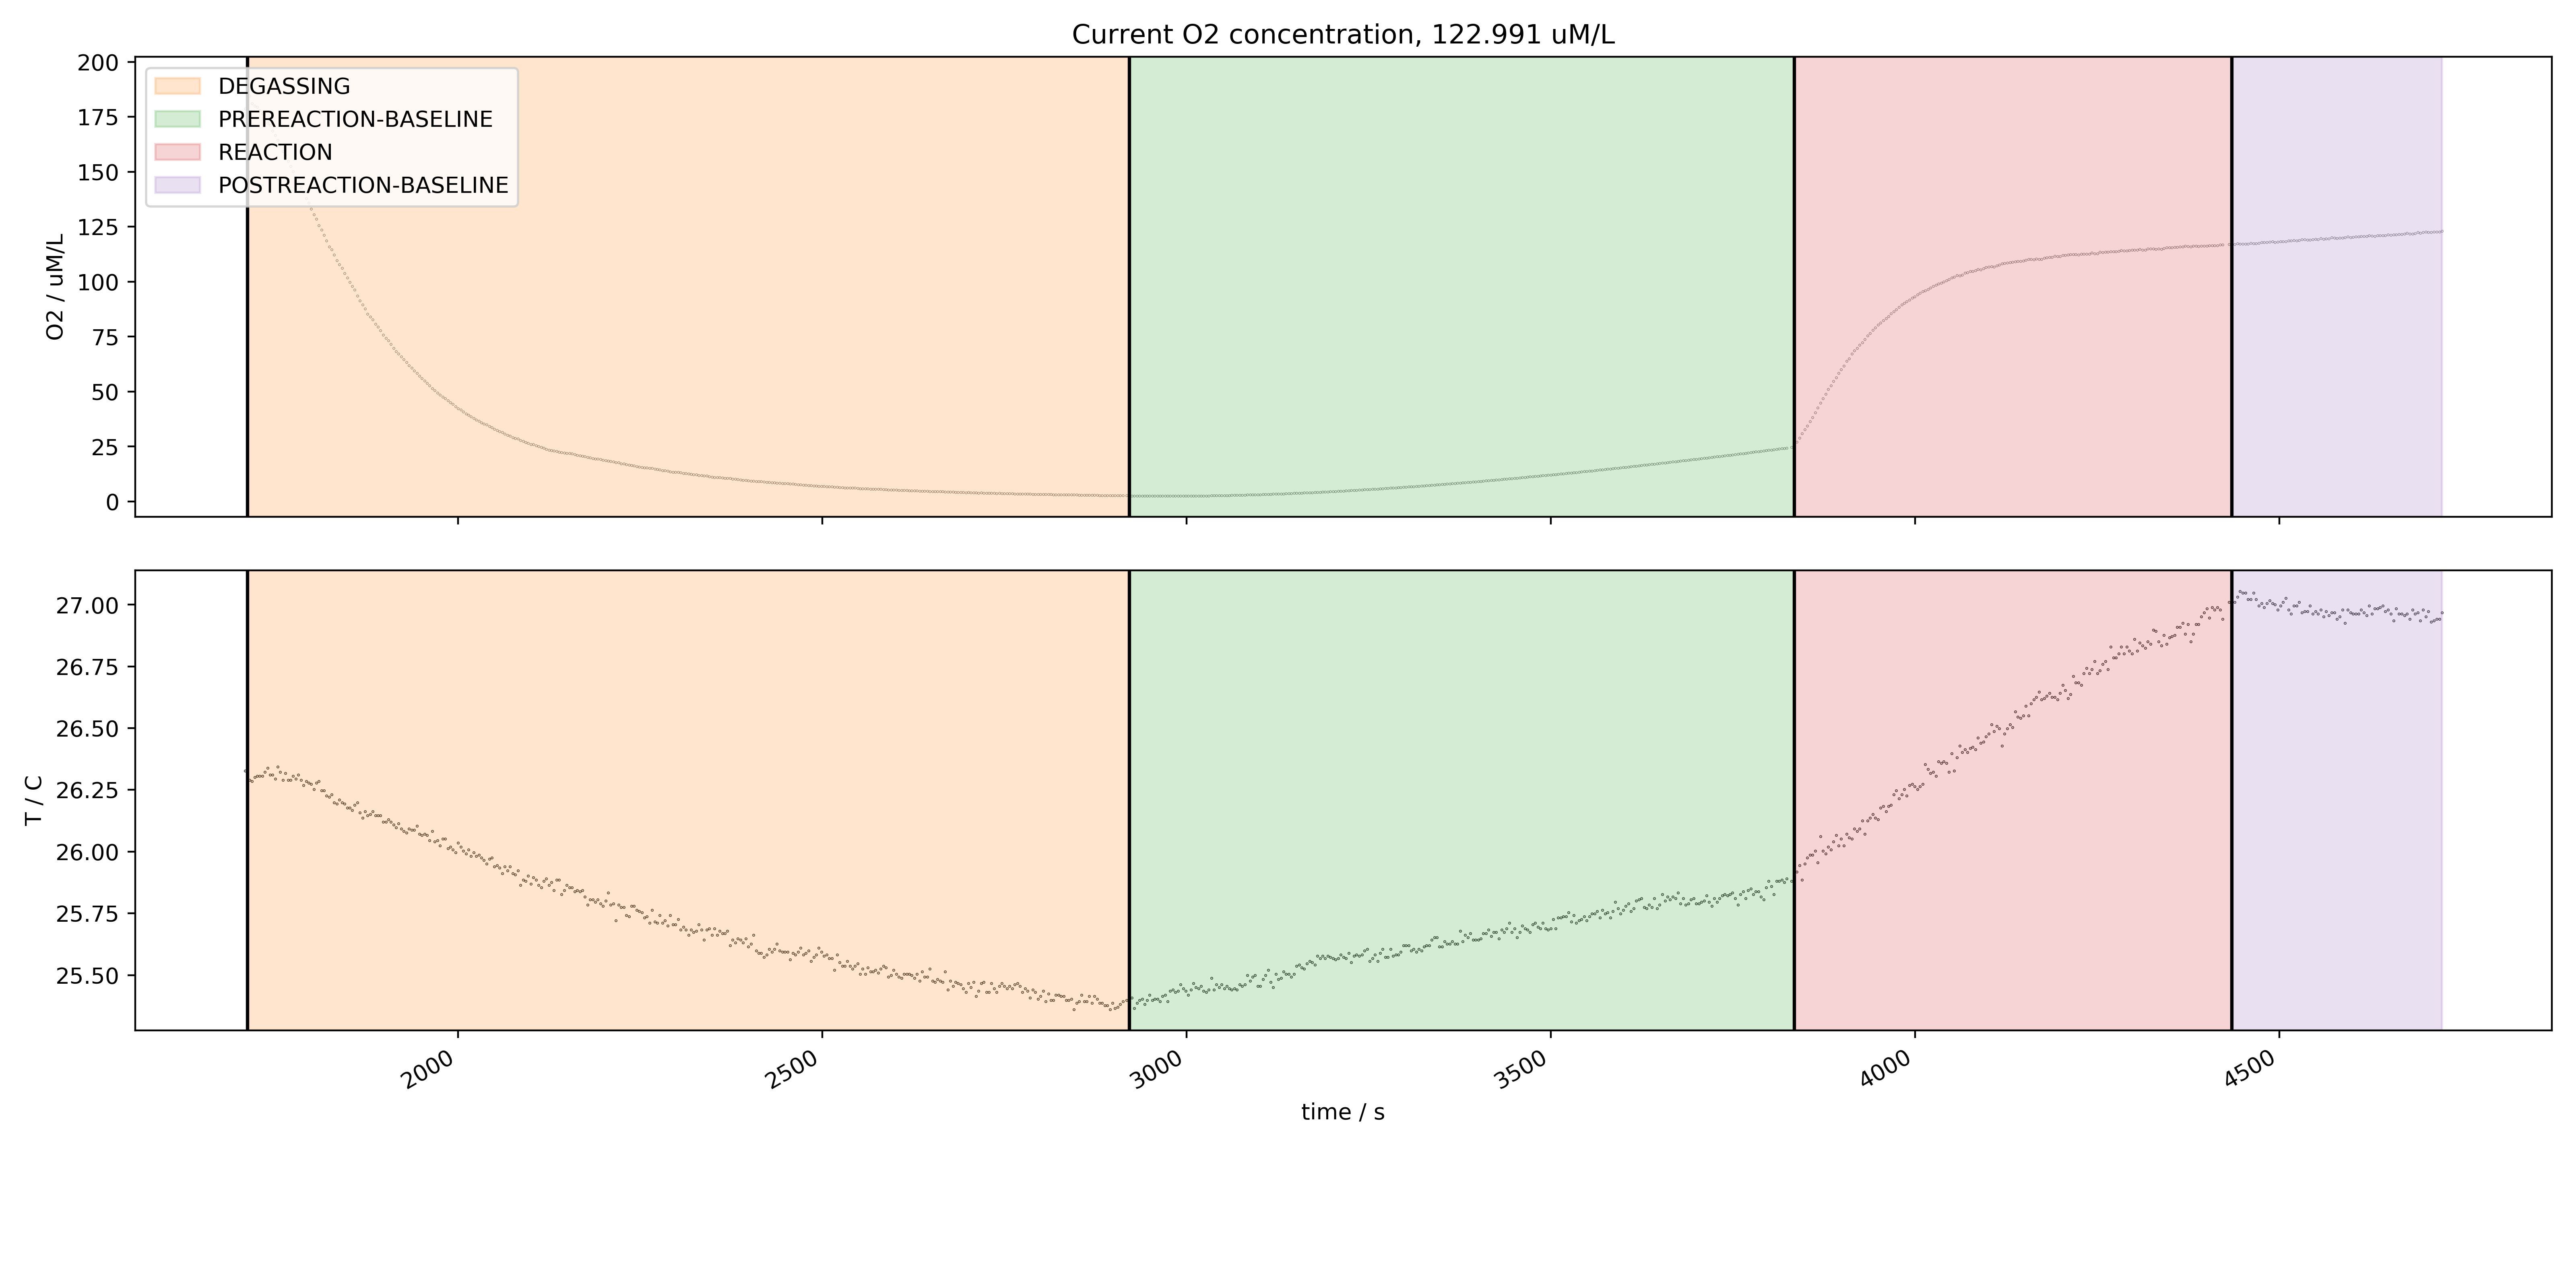 Current O2 concentration, 122.991 uM/L
200
175
150
125
100
75
50
25
0
O2 / uM/L
DEGASSING
PREREACTION-BASELINE
REACTION
POSTREACTION-BASELINE
27.00
26.75
26.50
26.25
26.00
25.75
25.50
T / C
2000
2500
3000
3500
4000
4500
time / s